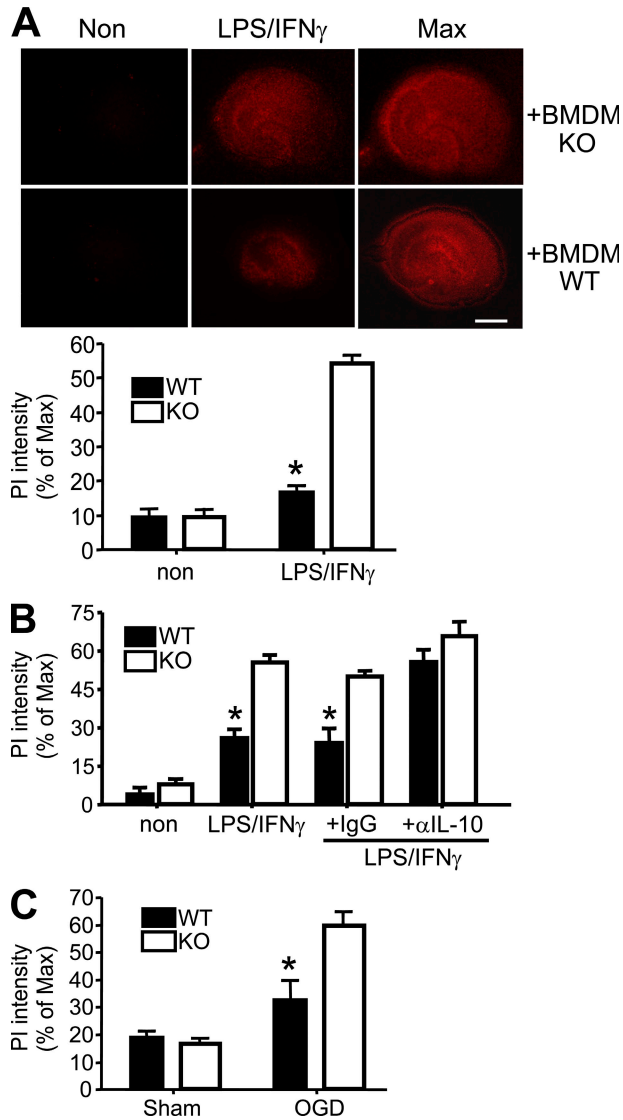 A
Non LPS/IFNγ Max
+BMDM
KO
+BMDM
WT
60
50
40
30
20
10
0
PI intensity
(% of Max)
WT
KO
*
non LPS/IFNγ
B
75
60
45
30
15
0
PI intensity
(% of Max)
WT
KO
* *
non LPS/IFNγ +IgG +αIL-10
LPS/IFNγ
C
70
60
50
40
30
20
10
0
PI intensity
(% of Max)
WT
KO
*
Sham OGD